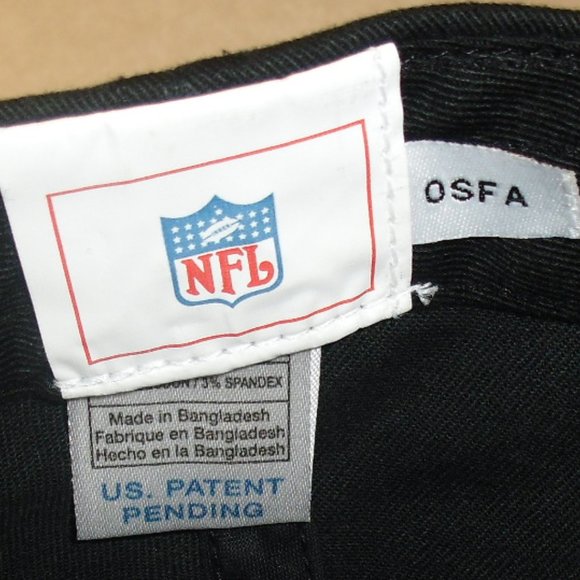 NFL
OSFA
3% SPANDEX
Made in Bangladesh
Fabrique en Bangladesh
Hecho en la Bangladesh
US. PATENT
PENDING